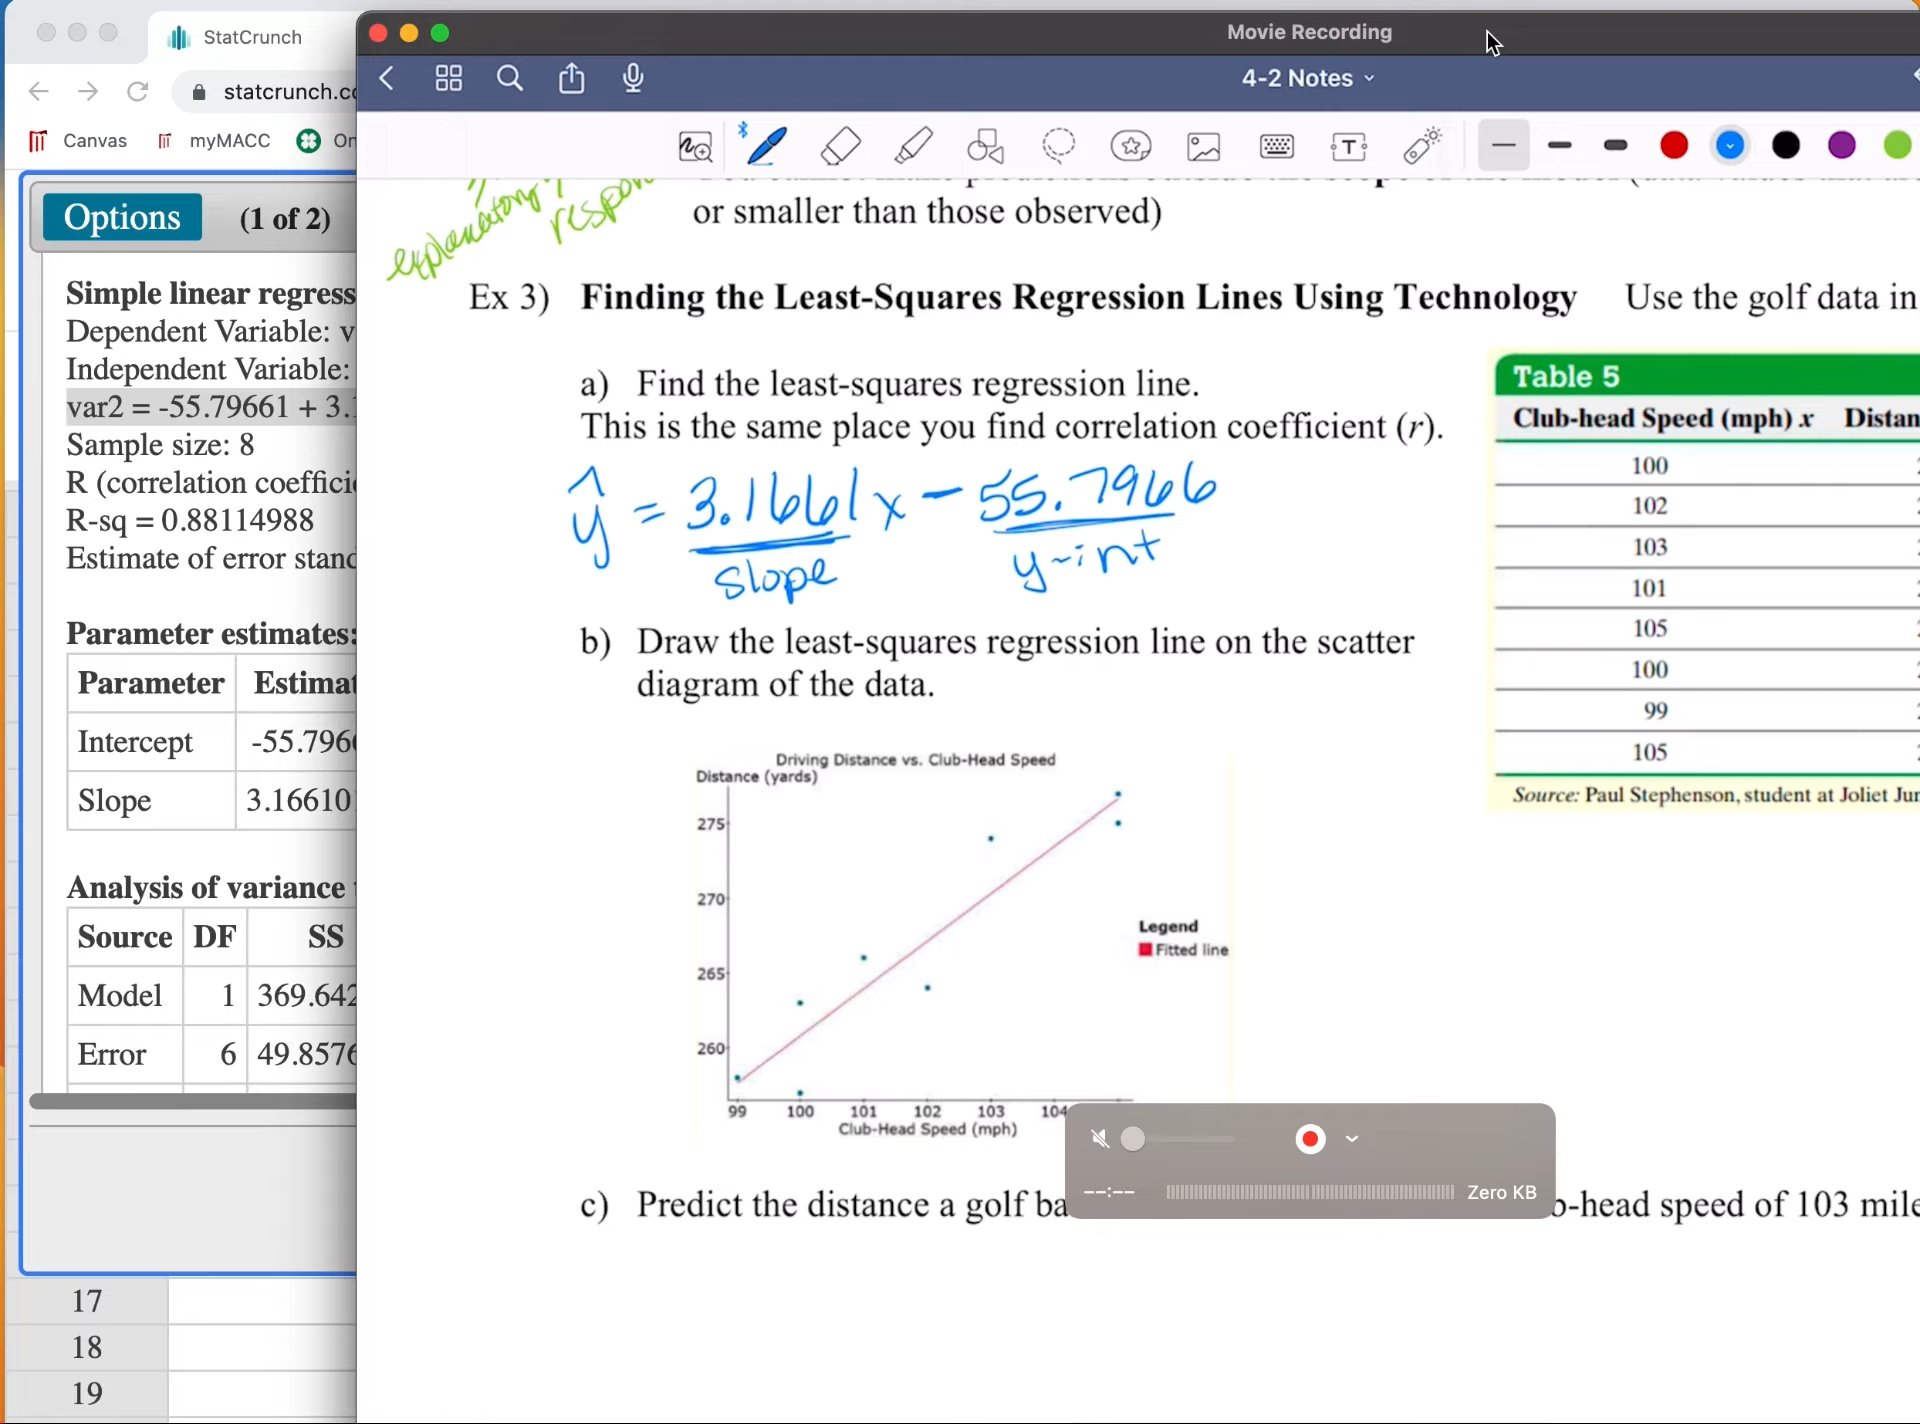 StatCrunch
statcrunch.co
Canvas myMACC
Options (1 of 2)
Simple linear regress
Dependent Variable: v
Independent Variable:
var2 = -55.79661 + 3.1
Sample size: 8
R (correlation coeffici
R-sq = 0.88114988
Estimate of error stand
Parameter estimates:
Parameter Estimat
Intercept -55.796
Slope 3.16610
Analysis of variance
Source DF SS
Model 1 369.642
Error 6 49.8576
17
18
19
Movie Recording
4-2 Notes
explanatory respon
or smaller than those observed)
Ex 3) Finding the Least-Squares Regression Lines Using Technology Use the golf data in
a) Find the least-squares regression line.
This is the same place you find correlation coefficient (r).
ŷ = 3.1661x - 55.7966
slope y-int
b) Draw the least-squares regression line on the scatter
diagram of the data.
Driving Distance vs. Club-Head Speed
Distance (yards)
275
270
265
260
99 100 101 102 103 104
Club-Head Speed (mph)
Legend
Fitted line
Table 5
Club-head Speed (mph) x Distan
100
102
103
101
105
100
99
105
Source: Paul Stephenson, student at Joliet Jun
--:-- Zero KB
c) Predict the distance a golf ba b-head speed of 103 mile